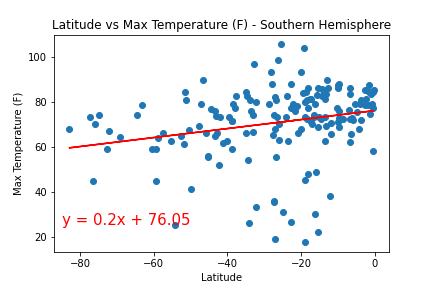 Latitude vs Max Temperature (F) - Southern Hemisphere
Max Temperature (F)
100
80
60
40
20
y = 0.2x + 76.05
−80
−60
−40
−20
0
Latitude